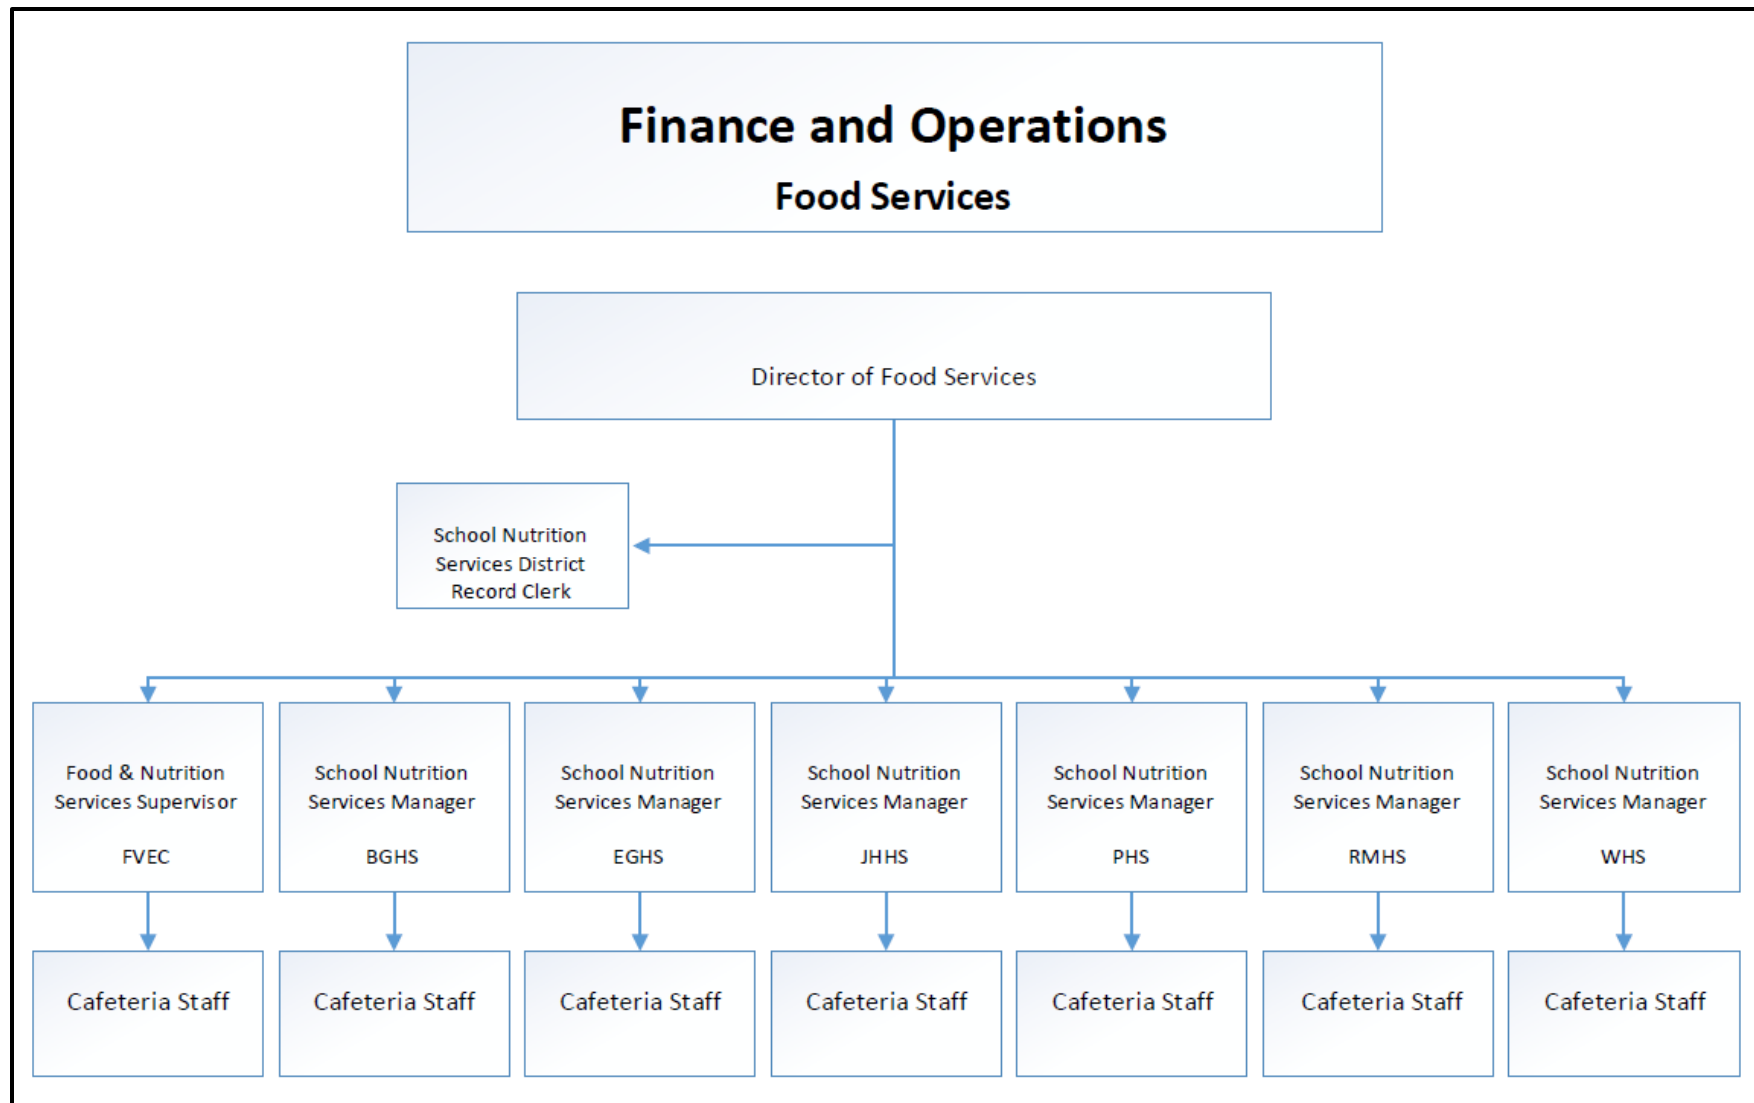 Finance and Operations
Food Services
Director of Food Services
School Nutrition
Services District
Record Clerk
Food & Nutrition
Services Supervisor
FVEC
School Nutrition
Services Manager
BGHS
School Nutrition
Services Manager
EGHS
School Nutrition
Services Manager
JHHS
School Nutrition
Services Manager
PHS
School Nutrition
Services Manager
RMHS
School Nutrition
Services Manager
WHS
Cafeteria Staff
Cafeteria Staff
Cafeteria Staff
Cafeteria Staff
Cafeteria Staff
Cafeteria Staff
Cafeteria Staff